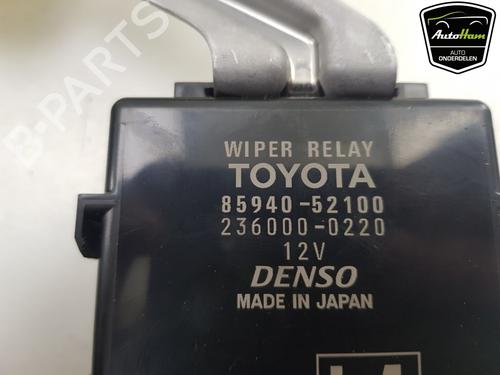 AutoHam
AUTO
ONDERDELEN
B-PARTS
WIPER RELAY
TOYOTA
85940-52100
236000-0220
12V
DENSO
MADE IN JAPAN